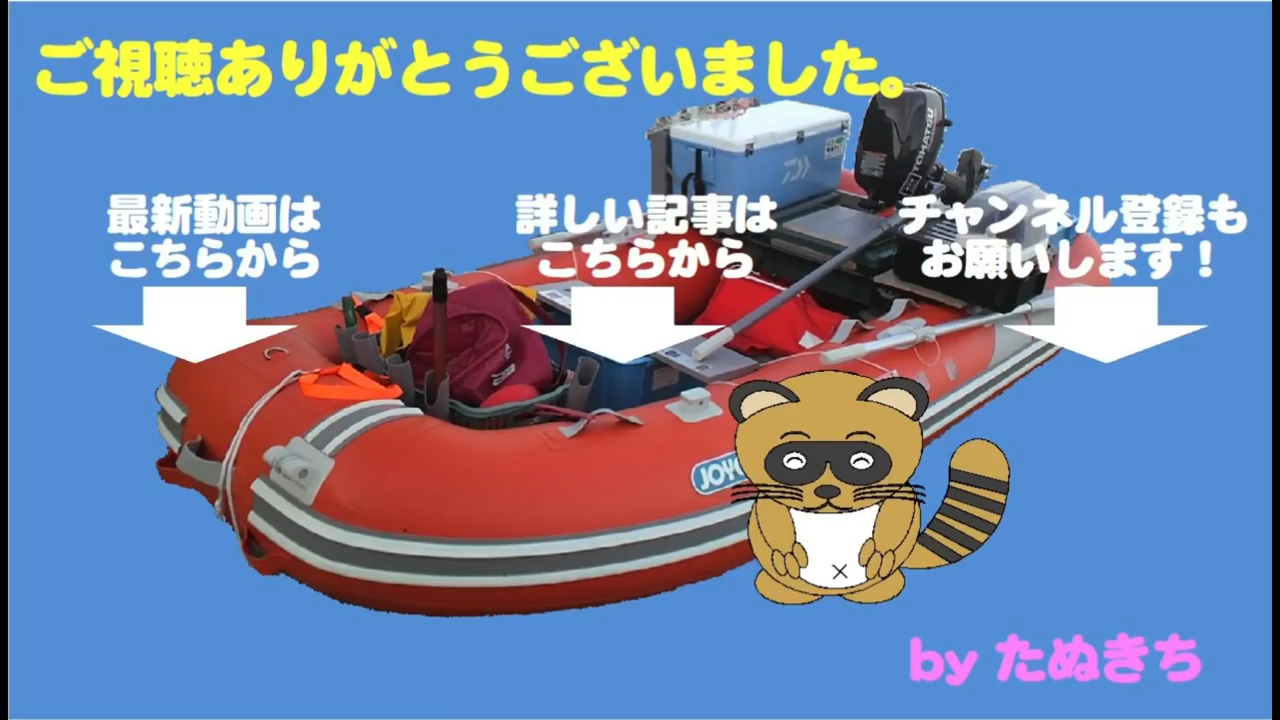 ご視聴ありがとうございました。
最新動画は
こちらから
詳しい記事は
こちらから
チャンネル登録も
お願いします！
TOHATSU
by たぬきち